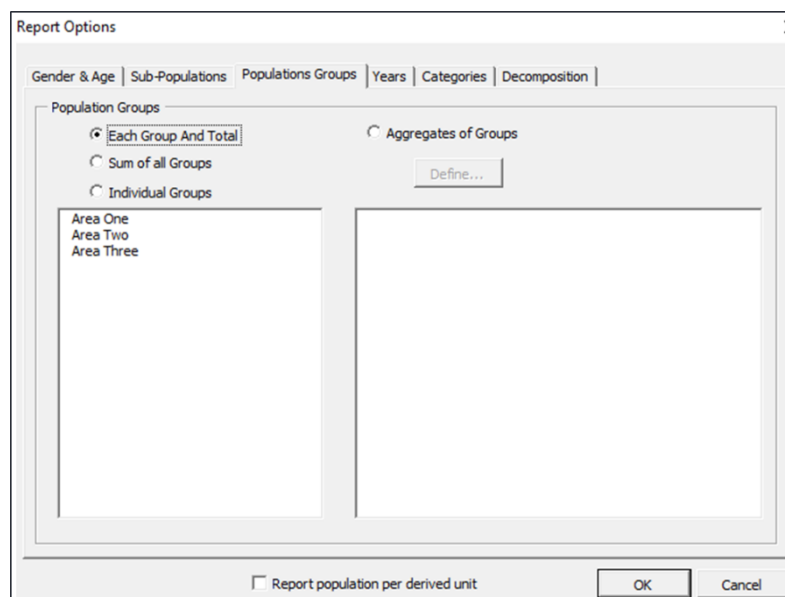 Report Options
Gender & Age | Sub-Populations | Populations Groups | Years | Categories | Decomposition |
Population Groups
Each Group And Total
Aggregates of Groups
Sum of all Groups
Define...
Individual Groups
Area One
Area Two
Area Three
Report population per derived unit
OK
Cancel